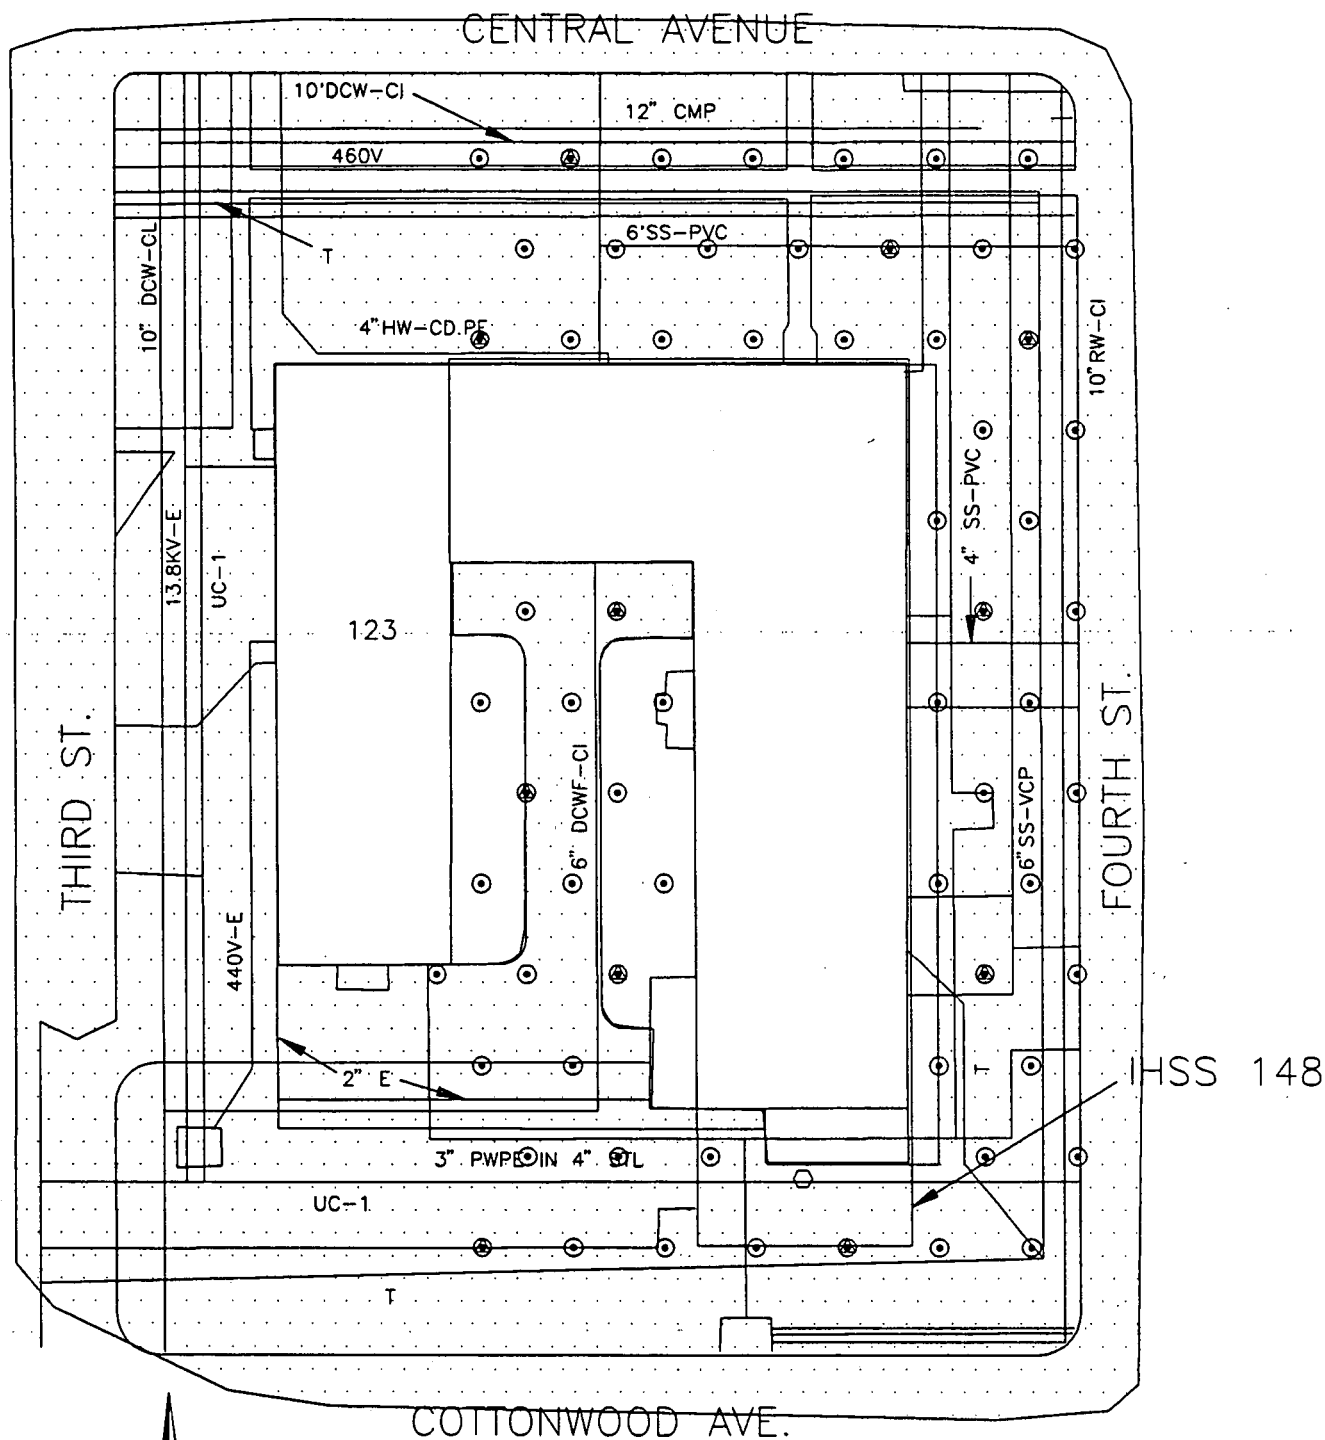 CENTRAL AVENUE
10'DCW-CI
12" CMP
460V
6'SS-PVC
T
10" DCW-CL
4"HW-CD.PF
10"RW-CI
4" SS-PVC
13.8KV-E
UC-1
123
THIRD ST.
6" DCWF-CI
FOURTH ST.
6"SS-VCP
440V-E
2" E
T
IHSS 148
3" PWPE IN 4" STL
UC-1
T
COTTONWOOD AVE.